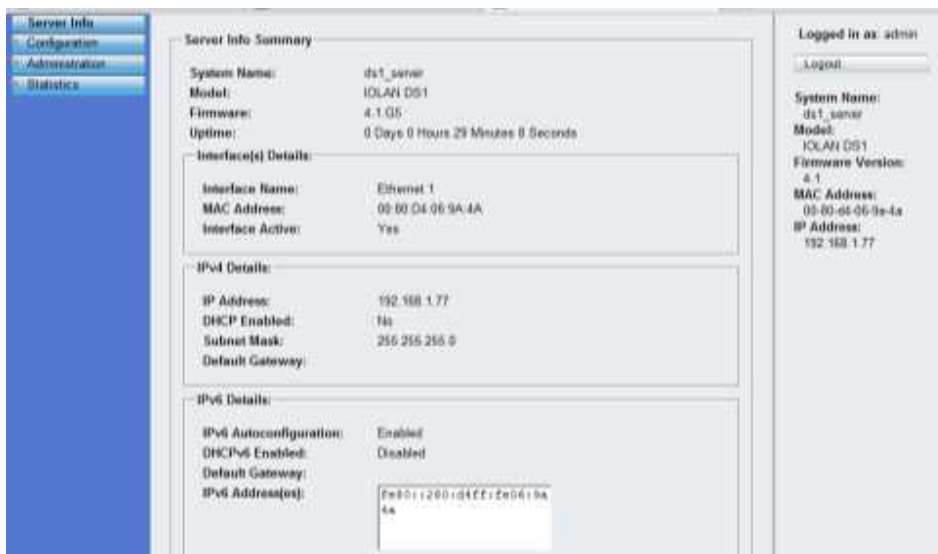 Server Info
Configuration
Administration
Statistics
Server Info Summary
System Name: ds1_server
Model: IOLAN DS1
Firmware: 4.1.G5
Uptime: 0 Days 0 Hours 29 Minutes 8 Seconds
Interface(s) Details:
Interface Name: Ethernet 1
MAC Address: 00:80:D4:06:9A:4A
Interface Active: Yes
IPv4 Details:
IP Address: 192.168.1.77
DHCP Enabled: No
Subnet Mask: 255.255.255.0
Default Gateway:
IPv6 Details:
IPv6 Autoconfiguration: Enabled
DHCPv6 Enabled: Disabled
Default Gateway:
IPv6 Address(es): fe80::280:d4ff:fe06:9a
4a
Logged in as: admin
Logout
System Name:
ds1_server
Model:
IOLAN DS1
Firmware Version:
4.1
MAC Address:
00-80-d4-06-9a-4a
IP Address:
192.168.1.77